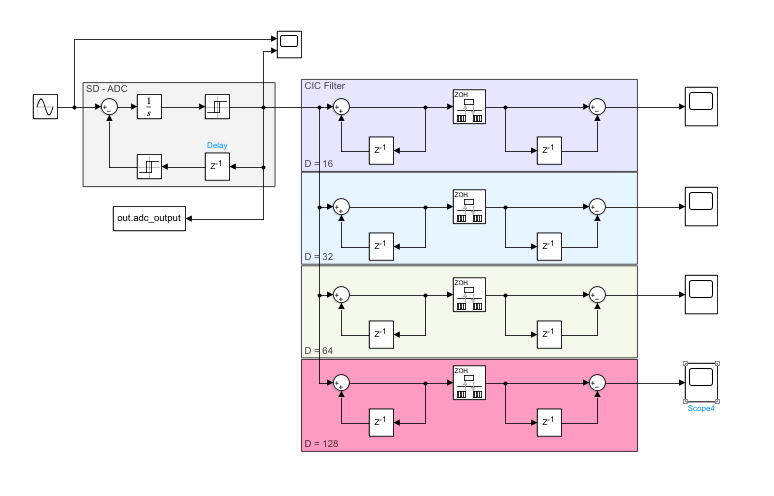 SD - ADC
1
s
Delay
Z-1
out.adc_output
CIC Filter
+
+
ZOH
Z-1
Z-1
+
−
D = 16
+
+
ZOH
Z-1
Z-1
+
−
D = 32
+
+
ZOH
Z-1
Z-1
+
−
D = 64
+
+
ZOH
Z-1
Z-1
+
−
D = 128
Scope4